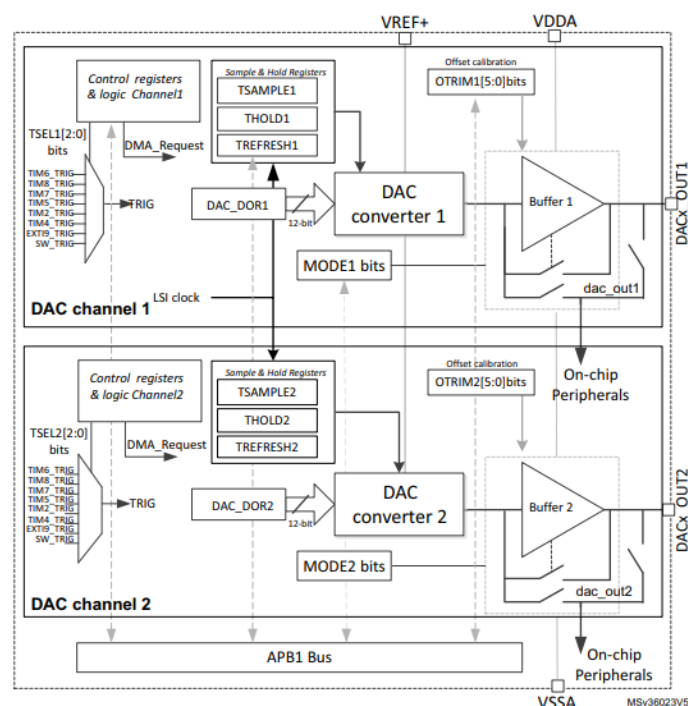 VREF+
VDDA
Control registers
& logic Channel1
Sample & Hold Registers
TSAMPLE1
THOLD1
TREFRESH1
Offset calibration
OTRIM1[5:0]bits
TSEL1[2:0]
bits
DMA_Request
TIM6_TRIG
TIM8_TRIG
TIM7_TRIG
TIM5_TRIG
TIM2_TRIG
TIM4_TRIG
EXTI9_TRIG
SW_TRIG
TRIG
DAC_DOR1
12-bit
DAC
converter 1
Buffer 1
DACx_OUT1
MODE1 bits
LSI clock
dac_out1
DAC channel 1
On-chip
Peripherals
Control registers
& logic Channel2
Sample & Hold Registers
TSAMPLE2
THOLD2
TREFRESH2
Offset calibration
OTRIM2[5:0]bits
TSEL2[2:0]
bits
DMA_Request
TIM6_TRIG
TIM8_TRIG
TIM7_TRIG
TIM5_TRIG
TIM2_TRIG
TIM4_TRIG
EXTI9_TRIG
SW_TRIG
TRIG
DAC_DOR2
12-bit
DAC
converter 2
Buffer 2
DACx_OUT2
MODE2 bits
dac_out2
DAC channel 2
APB1 Bus
On-chip
Peripherals
VSSA
MSv36023V5